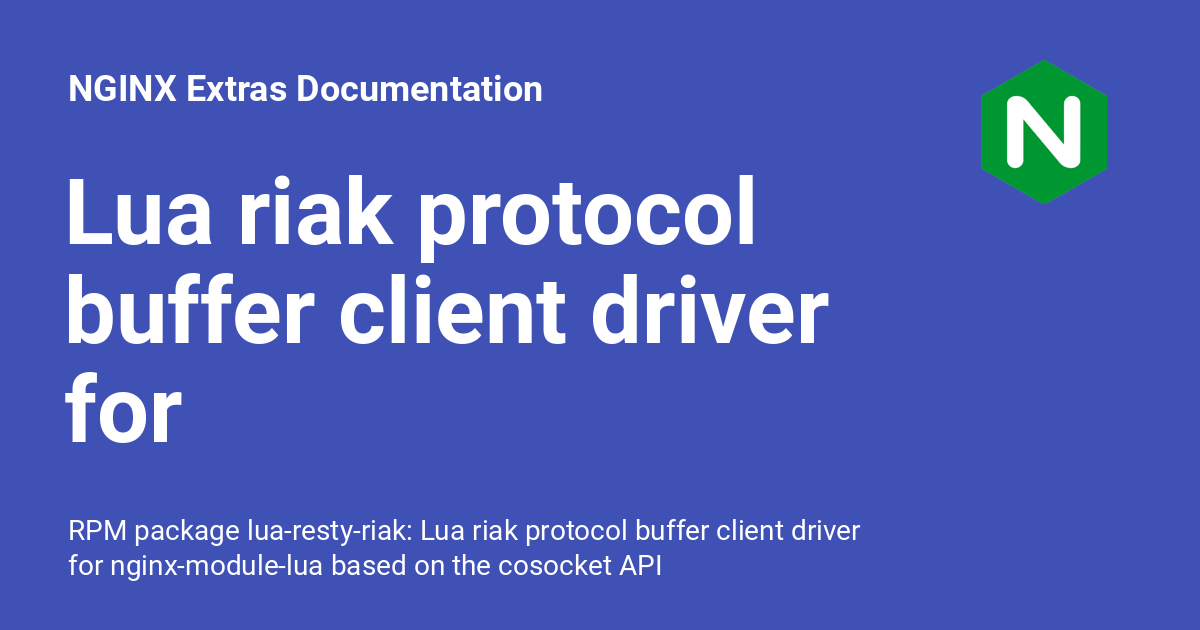 NGINX Extras Documentation
N
Lua riak protocol
buffer client driver
for
RPM package lua-resty-riak: Lua riak protocol buffer client driver
for nginx-module-lua based on the cosocket API